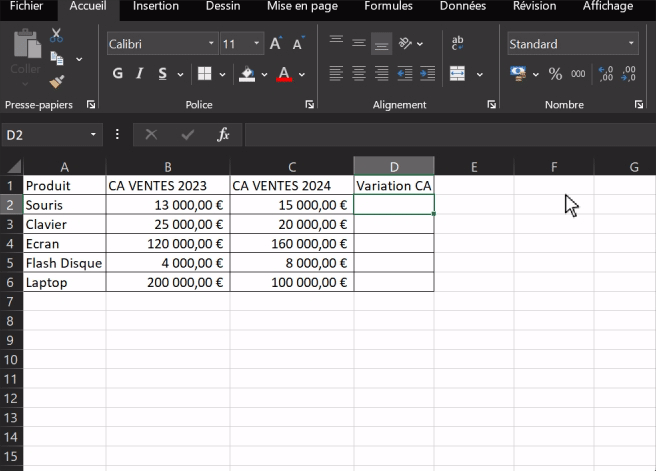 Fichier Accueil Insertion Dessin Mise en page Formules Données Révision Affichage
Coller
Calibri 11 A A
ab
c
Standard
G I S A
% 000 ,00 ,00
Presse-papiers Police Alignement Nombre
D2 fx
A B C D E F G
1 Produit CA VENTES 2023 CA VENTES 2024 Variation CA
2 Souris 13 000,00 € 15 000,00 €
3 Clavier 25 000,00 € 20 000,00 €
4 Ecran 120 000,00 € 160 000,00 €
5 Flash Disque 4 000,00 € 8 000,00 €
6 Laptop 200 000,00 € 100 000,00 €
7
8
9
10
11
12
13
14
15